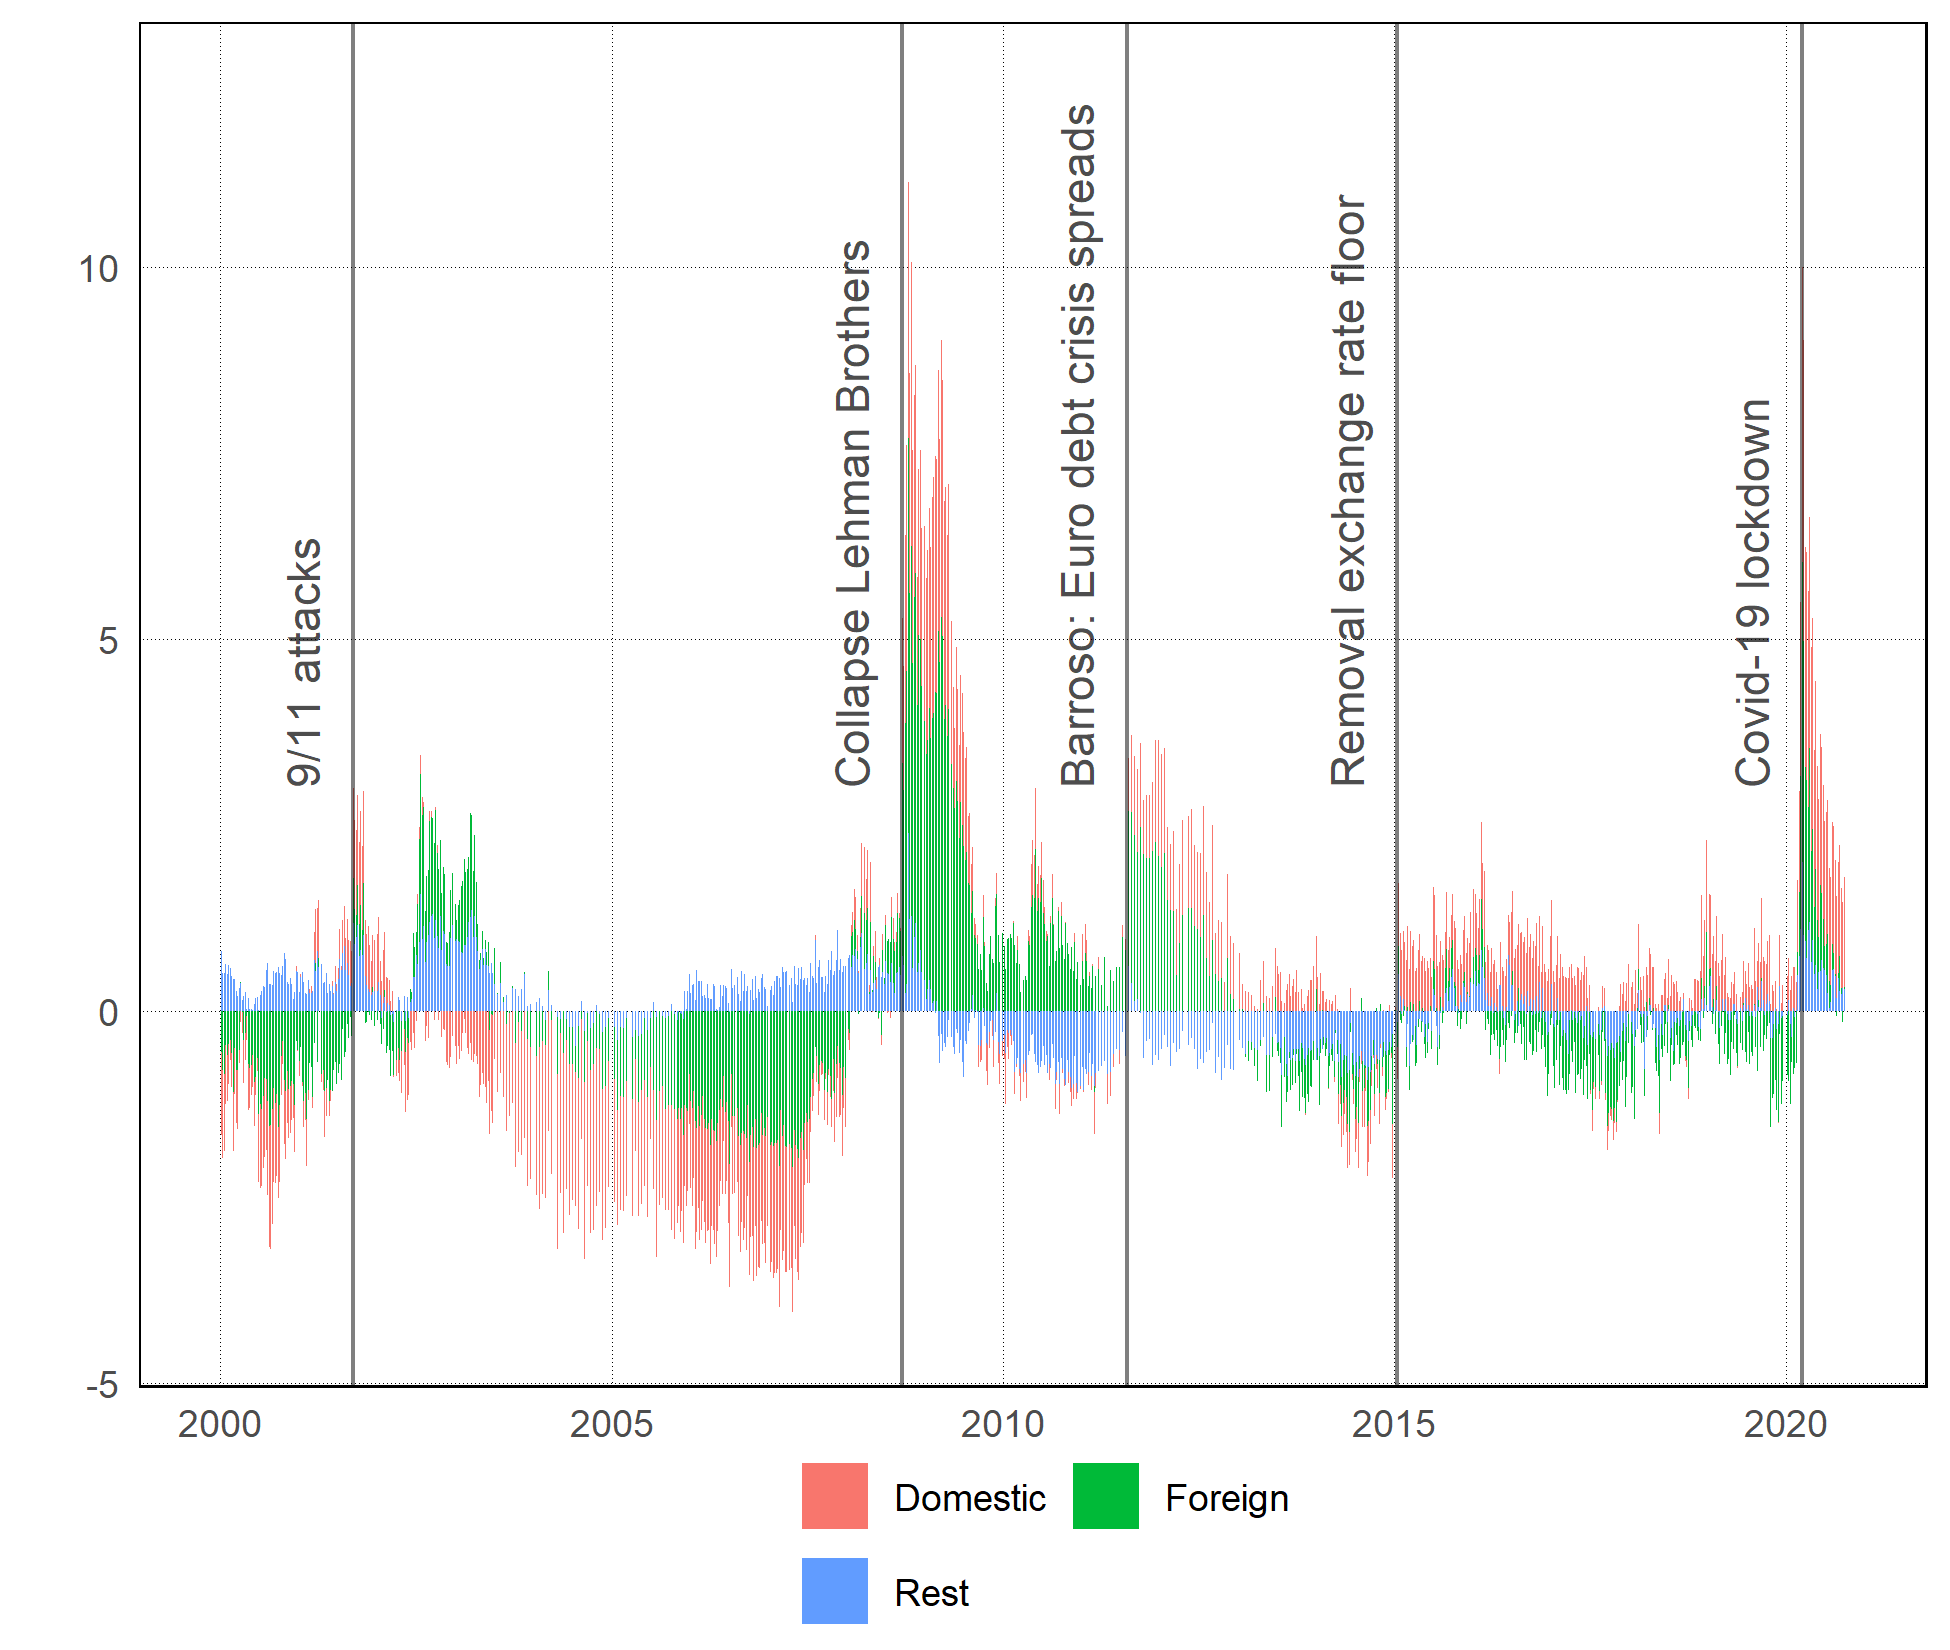 10
5
0
-5
9/11 attacks
Collapse Lehman Brothers
Barroso: Euro debt crisis spreads
Removal exchange rate floor
Covid-19 lockdown
2000 2005 2010 2015 2020
Domestic Foreign
Rest